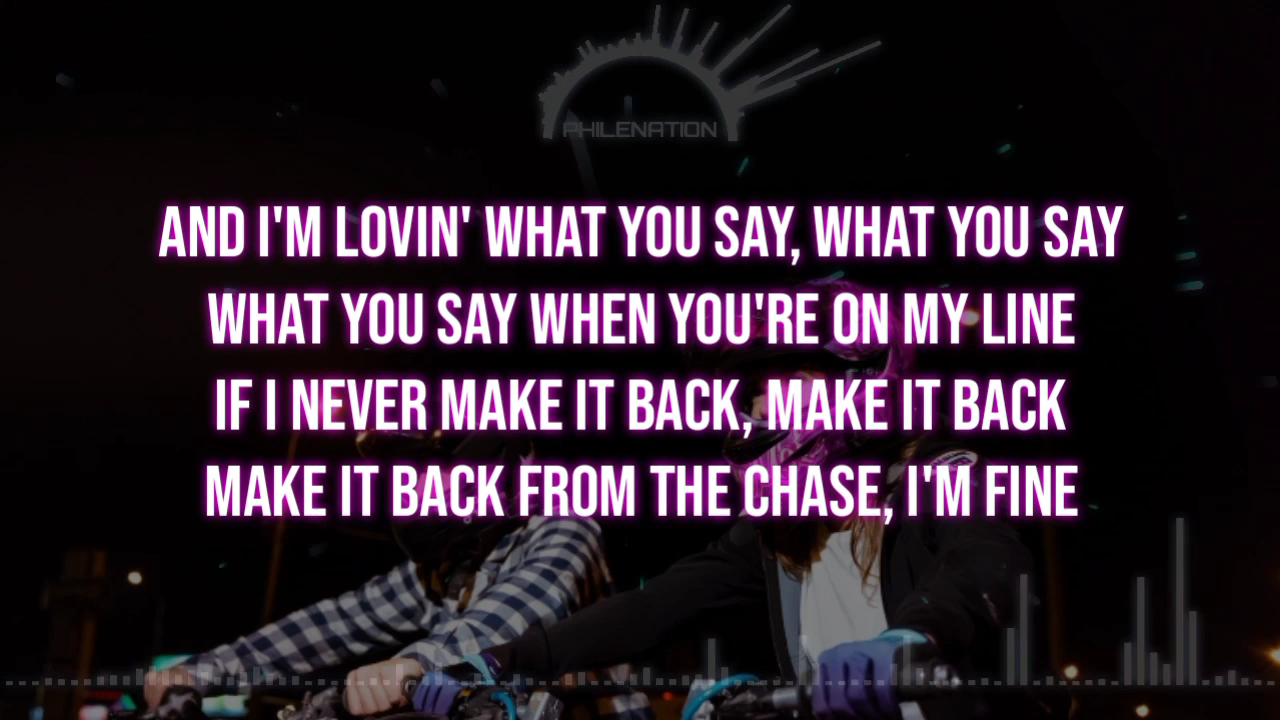 PHILENATION
AND I'M LOVIN' WHAT YOU SAY, WHAT YOU SAY
WHAT YOU SAY WHEN YOU'RE ON MY LINE
IF I NEVER MAKE IT BACK, MAKE IT BACK
MAKE IT BACK FROM THE CHASE, I'M FINE